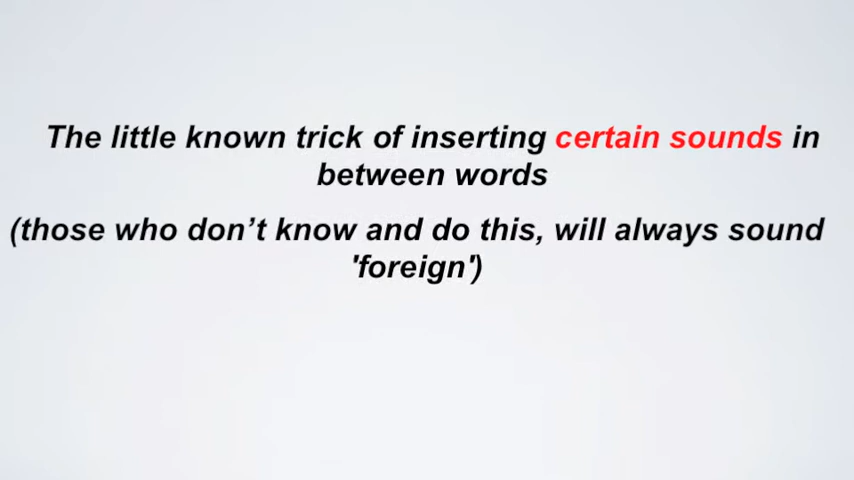 The little known trick of inserting certain sounds in
between words
(those who don’t know and do this, will always sound
'foreign')